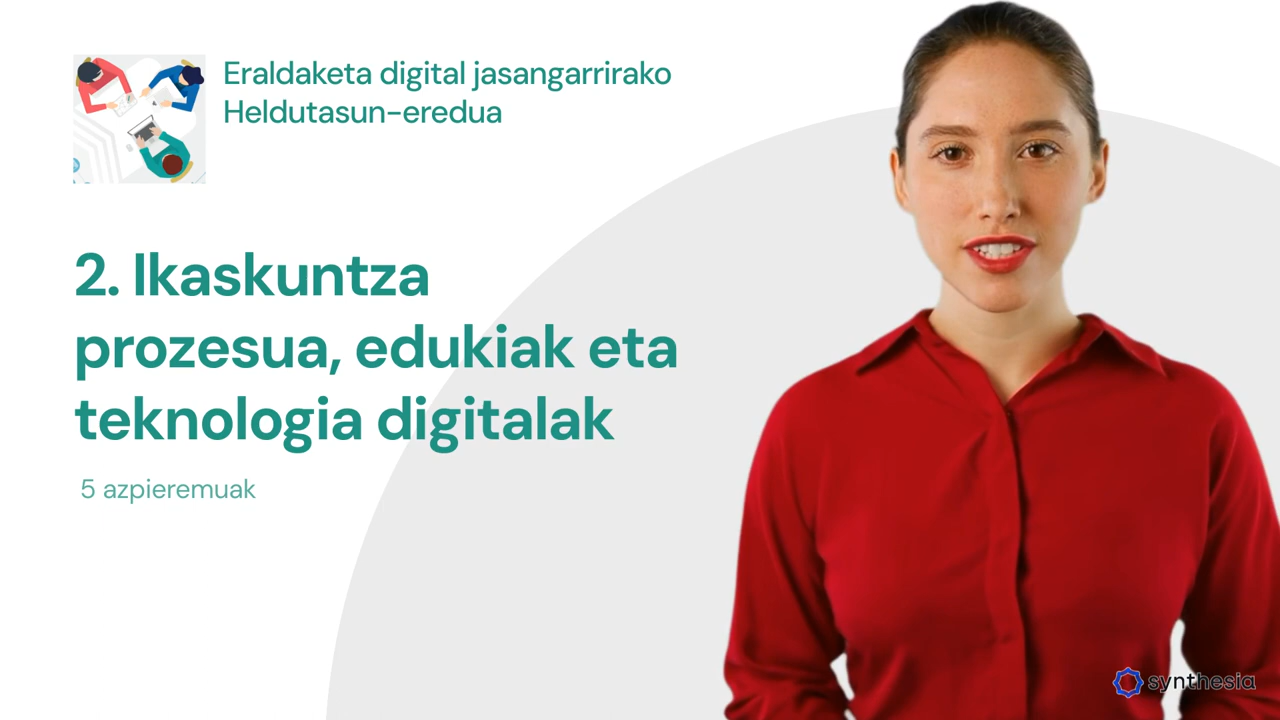 Eraldaketa digital jasangarrirako
Heldutasun-eredua
2. Ikaskuntza
prozesua, edukiak eta
teknologia digitalak
5 azpieremuak
synthesia